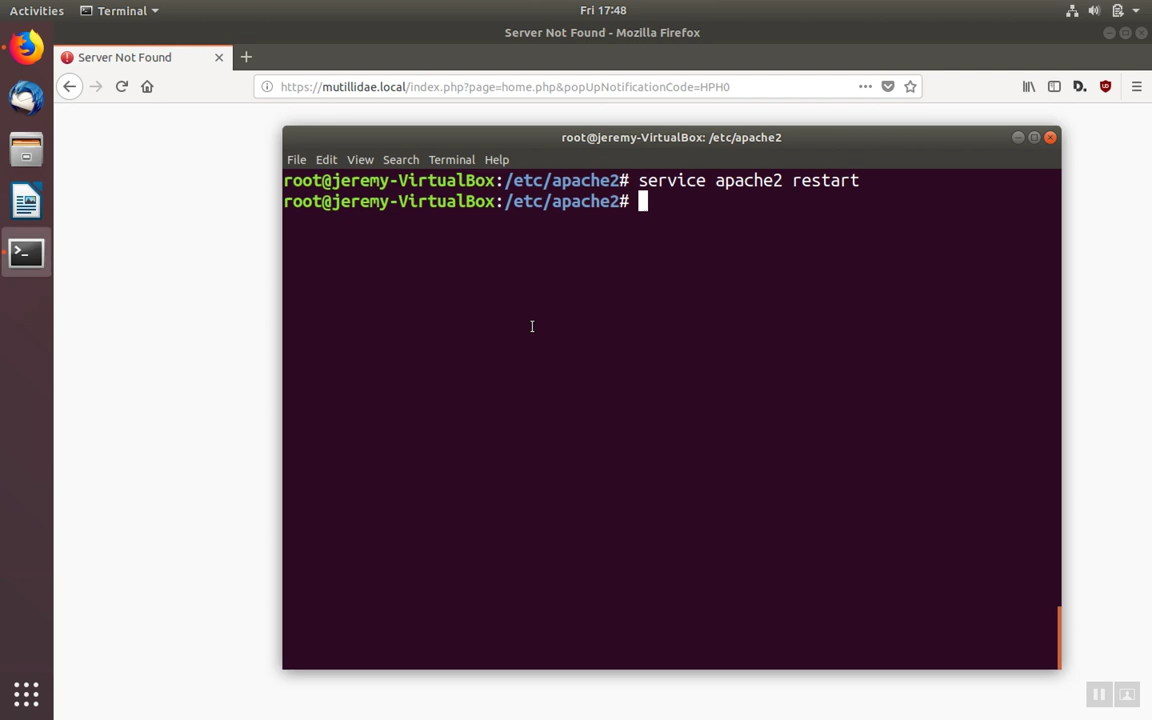 Activities Terminal Fri 17:48
Server Not Found - Mozilla Firefox
Server Not Found
https://mutillidae.local/index.php?page=home.php&popUpNotificationCode=HPH0
D.
root@jeremy-VirtualBox: /etc/apache2
File Edit View Search Terminal Help
root@jeremy-VirtualBox:/etc/apache2# service apache2 restart
root@jeremy-VirtualBox:/etc/apache2#